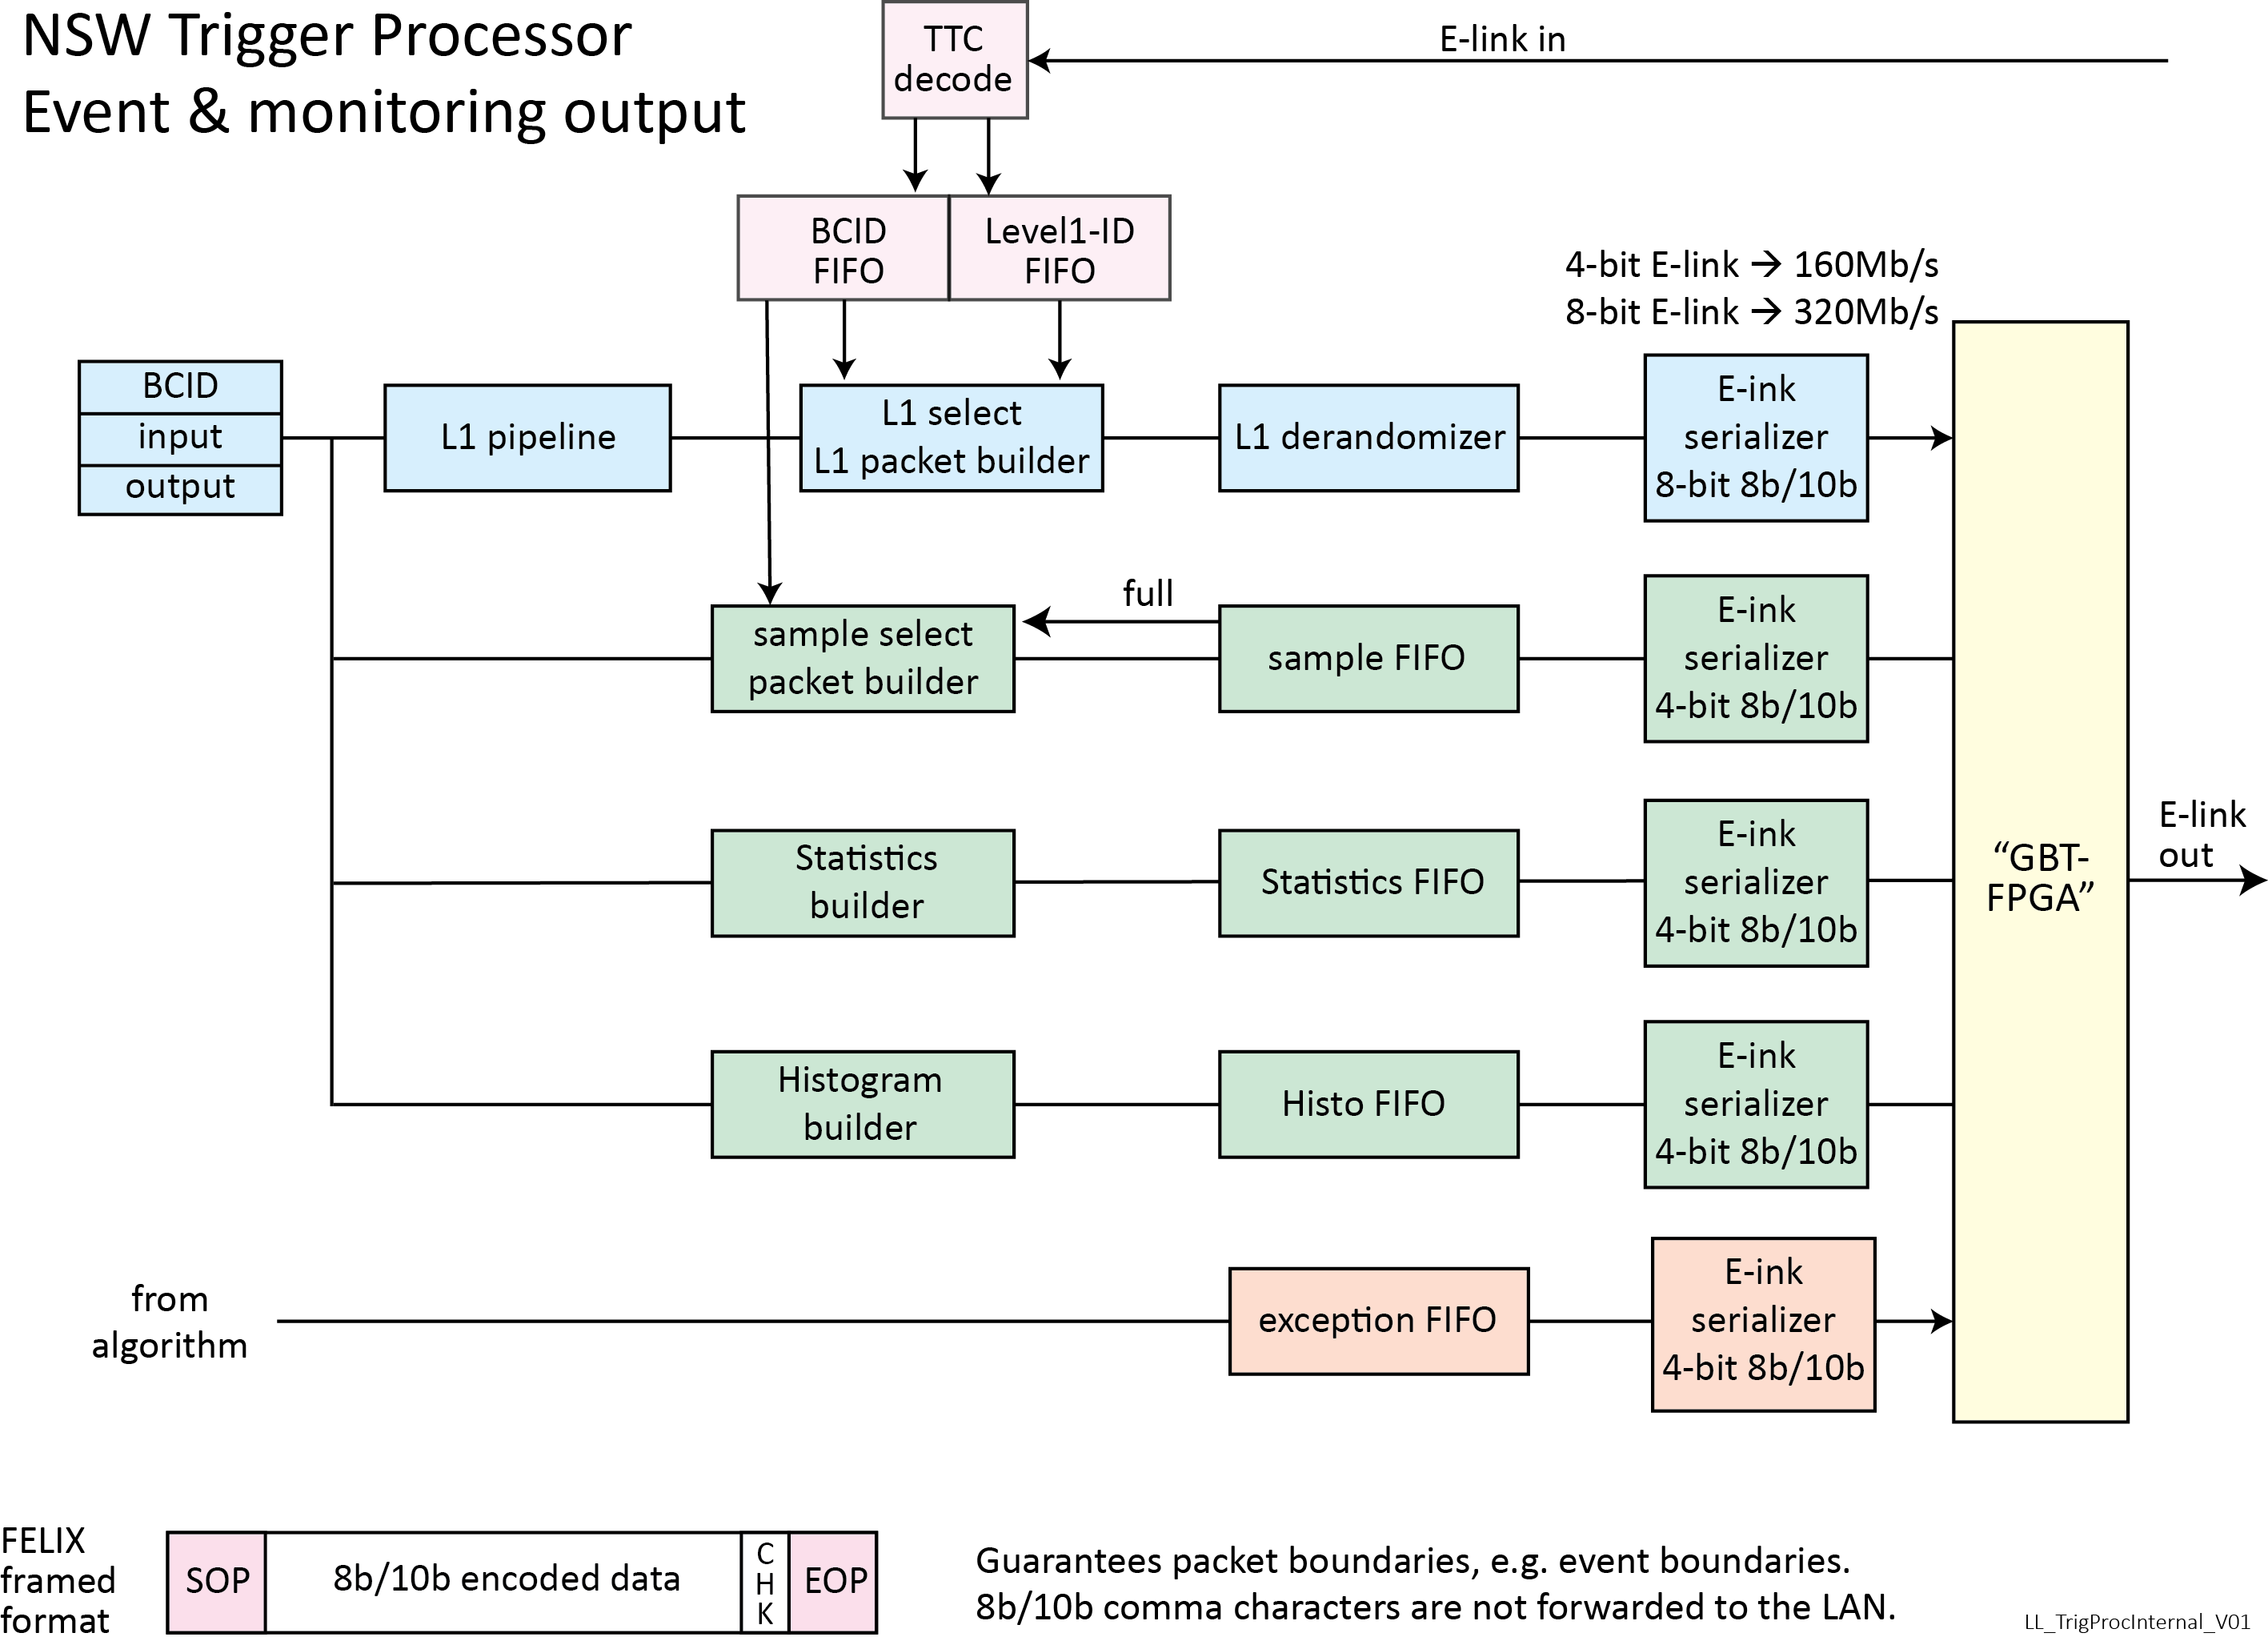 NSW Trigger Processor
Event & monitoring output
TTC
decode
E-link in
BCID
FIFO
Level1-ID
FIFO
4-bit E-link → 160Mb/s
8-bit E-link → 320Mb/s
BCID
input
output
L1 pipeline
L1 select
L1 packet builder
L1 derandomizer
E-ink
serializer
8-bit 8b/10b
full
sample select
packet builder
sample FIFO
E-ink
serializer
4-bit 8b/10b
Statistics
builder
Statistics FIFO
E-ink
serializer
4-bit 8b/10b
“GBT-
FPGA”
E-link
out
Histogram
builder
Histo FIFO
E-ink
serializer
4-bit 8b/10b
from
algorithm
exception FIFO
E-ink
serializer
4-bit 8b/10b
FELIX
framed
format
SOP
8b/10b encoded data
CHK
EOP
Guarantees packet boundaries, e.g. event boundaries.
8b/10b comma characters are not forwarded to the LAN.
LL_TrigProcInternal_V01